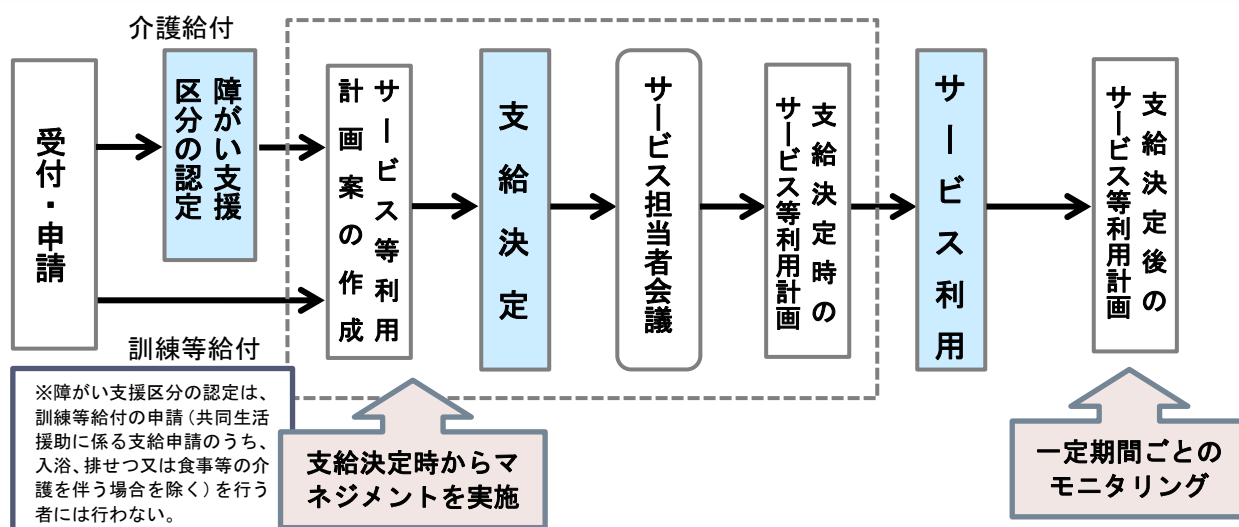 介護給付
受付・申請
障がい支援
区分の認定
サービス等利用
計画案の作成
支給決定
サービス担当者会議
支給決定時の
サービス等利用計画
サービス利用
支給決定後の
サービス等利用計画
訓練等給付
※障がい支援区分の認定は、
訓練等給付の申請(共同生活
援助に係る支給申請のうち、
入浴、排せつ又は食事等の介
護を伴う場合を除く)を行う
者には行わない。
支給決定時からマ
ネジメントを実施
一定期間ごとの
モニタリング